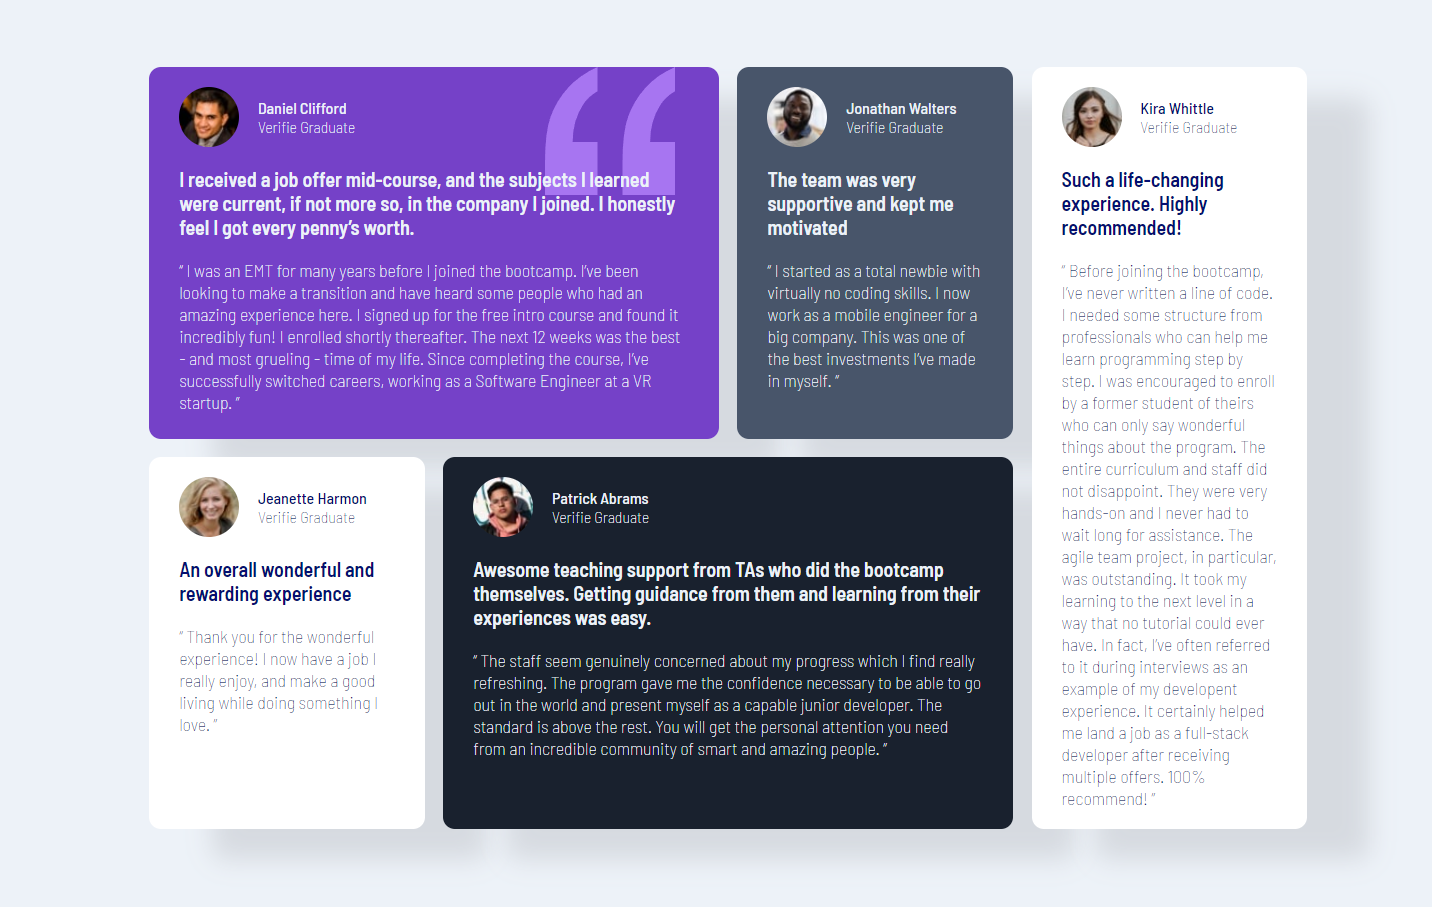 Daniel Clifford
Verifie Graduate
I received a job offer mid-course, and the subjects I learned
were current, if not more so, in the company I joined. I honestly
feel I got every penny’s worth.
“ I was an EMT for many years before I joined the bootcamp. I’ve been
looking to make a transition and have heard some people who had an
amazing experience here. I signed up for the free intro course and found it
incredibly fun! I enrolled shortly thereafter. The next 12 weeks was the best
- and most grueling - time of my life. Since completing the course, I’ve
successfully switched careers, working as a Software Engineer at a VR
startup. ”
Jonathan Walters
Verifie Graduate
The team was very
supportive and kept me
motivated
“ I started as a total newbie with
virtually no coding skills. I now
work as a mobile engineer for a
big company. This was one of
the best investments I’ve made
in myself. ”
Kira Whittle
Verifie Graduate
Such a life-changing
experience. Highly
recommended!
“ Before joining the bootcamp,
I’ve never written a line of code.
I needed some structure from
professionals who can help me
learn programming step by
step. I was encouraged to enroll
by a former student of theirs
who can only say wonderful
things about the program. The
entire curriculum and staff did
not disappoint. They were very
hands-on and I never had to
wait long for assistance. The
agile team project, in particular,
was outstanding. It took my
learning to the next level in a
way that no tutorial could ever
have. In fact, I’ve often referred
to it during interviews as an
example of my developent
experience. It certainly helped
me land a job as a full-stack
developer after receiving
multiple offers. 100%
recommend! ”
Jeanette Harmon
Verifie Graduate
An overall wonderful and
rewarding experience
“ Thank you for the wonderful
experience! I now have a job I
really enjoy, and make a good
living while doing something I
love. ”
Patrick Abrams
Verifie Graduate
Awesome teaching support from TAs who did the bootcamp
themselves. Getting guidance from them and learning from their
experiences was easy.
“ The staff seem genuinely concerned about my progress which I find really
refreshing. The program gave me the confidence necessary to be able to go
out in the world and present myself as a capable junior developer. The
standard is above the rest. You will get the personal attention you need
from an incredible community of smart and amazing people. ”